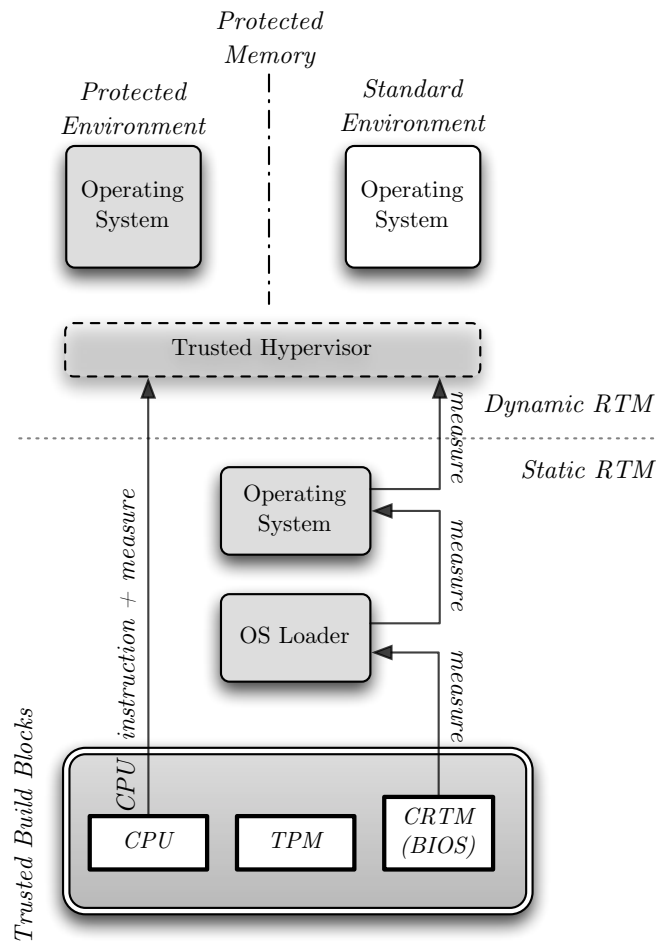 Protected
Memory
Protected
Environment
Standard
Environment
Operating
System
Operating
System
Trusted Hypervisor
measure
Dynamic RTM
Static RTM
CPU instruction + measure
Operating
System
measure
OS Loader
measure
Trusted Build Blocks
CPU
TPM
CRTM
(BIOS)